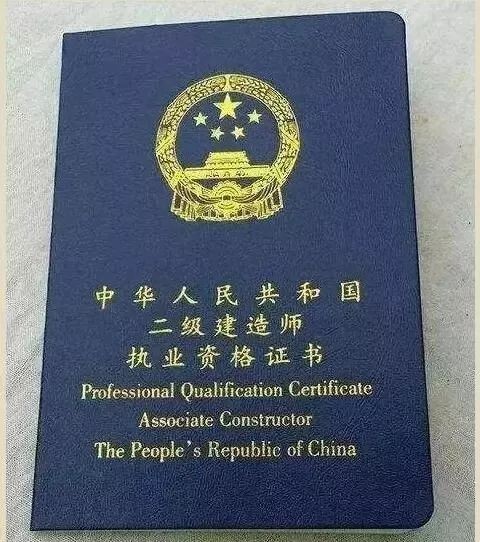 中华人民共和国
二级建造师
执业资格证书
Professional Qualification Certificate
Associate Constructor
The People's Republic of China